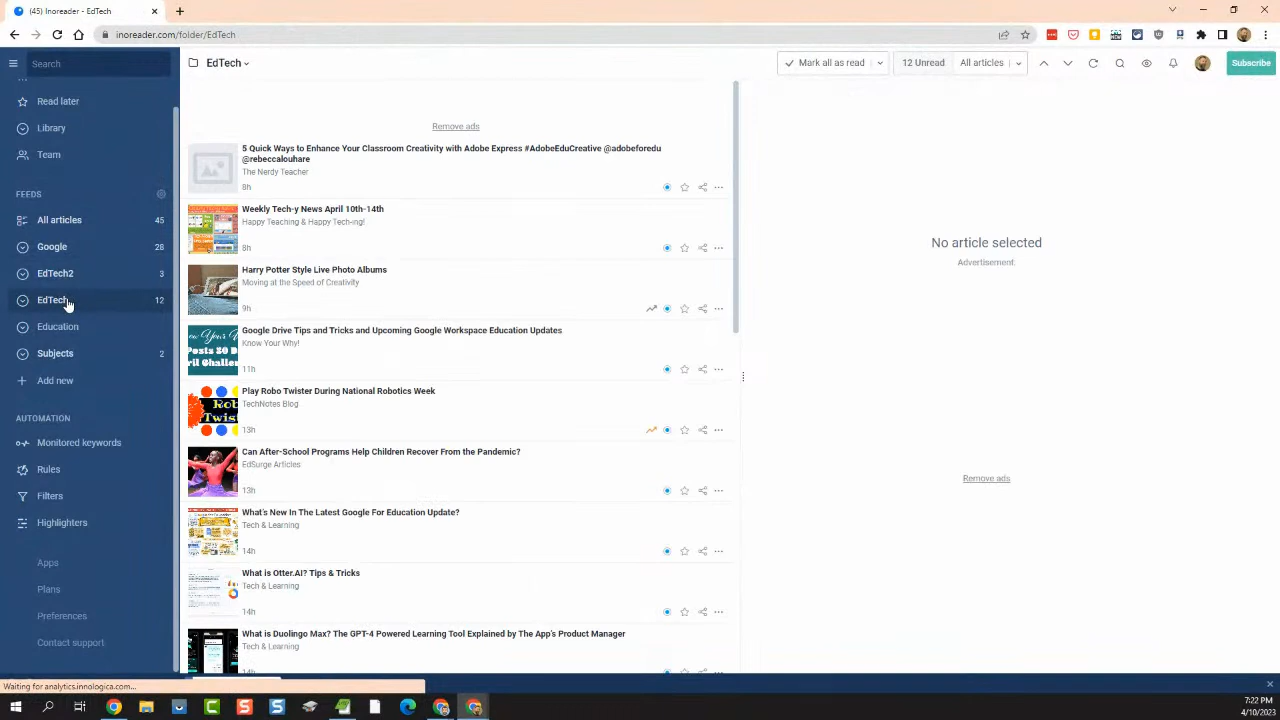 (45) Inoreader - EdTech
inoreader.com/folder/EdTech
Search
EdTech
Mark all as read
12 Unread
All articles
Subscribe
Read later
Library
Team
FEEDS
All articles 45
Google 28
EdTech2 3
EdTech 12
Education
Subjects 2
Add new
AUTOMATION
Monitored keywords
Rules
Filters
Highlighters
Apps
Plans
Preferences
Contact support
Remove ads
5 Quick Ways to Enhance Your Classroom Creativity with Adobe Express #AdobeEduCreative @adobeforedu
@rebeccalouhare
The Nerdy Teacher
8h
Weekly Tech-y News April 10th-14th
Happy Teaching & Happy Tech-ing!
8h
Harry Potter Style Live Photo Albums
Moving at the Speed of Creativity
9h
Google Drive Tips and Tricks and Upcoming Google Workspace Education Updates
Know Your Why!
11h
Play Robo Twister During National Robotics Week
TechNotes Blog
13h
Can After-School Programs Help Children Recover From the Pandemic?
EdSurge Articles
13h
What's New In The Latest Google For Education Update?
Tech & Learning
14h
What is Otter.AI? Tips & Tricks
Tech & Learning
14h
What is Duolingo Max? The GPT-4 Powered Learning Tool Explained by The App's Product Manager
Tech & Learning
14h
No article selected
Advertisement
Remove ads
Waiting for analytics.innologica.com...
7:22 PM
4/10/2023